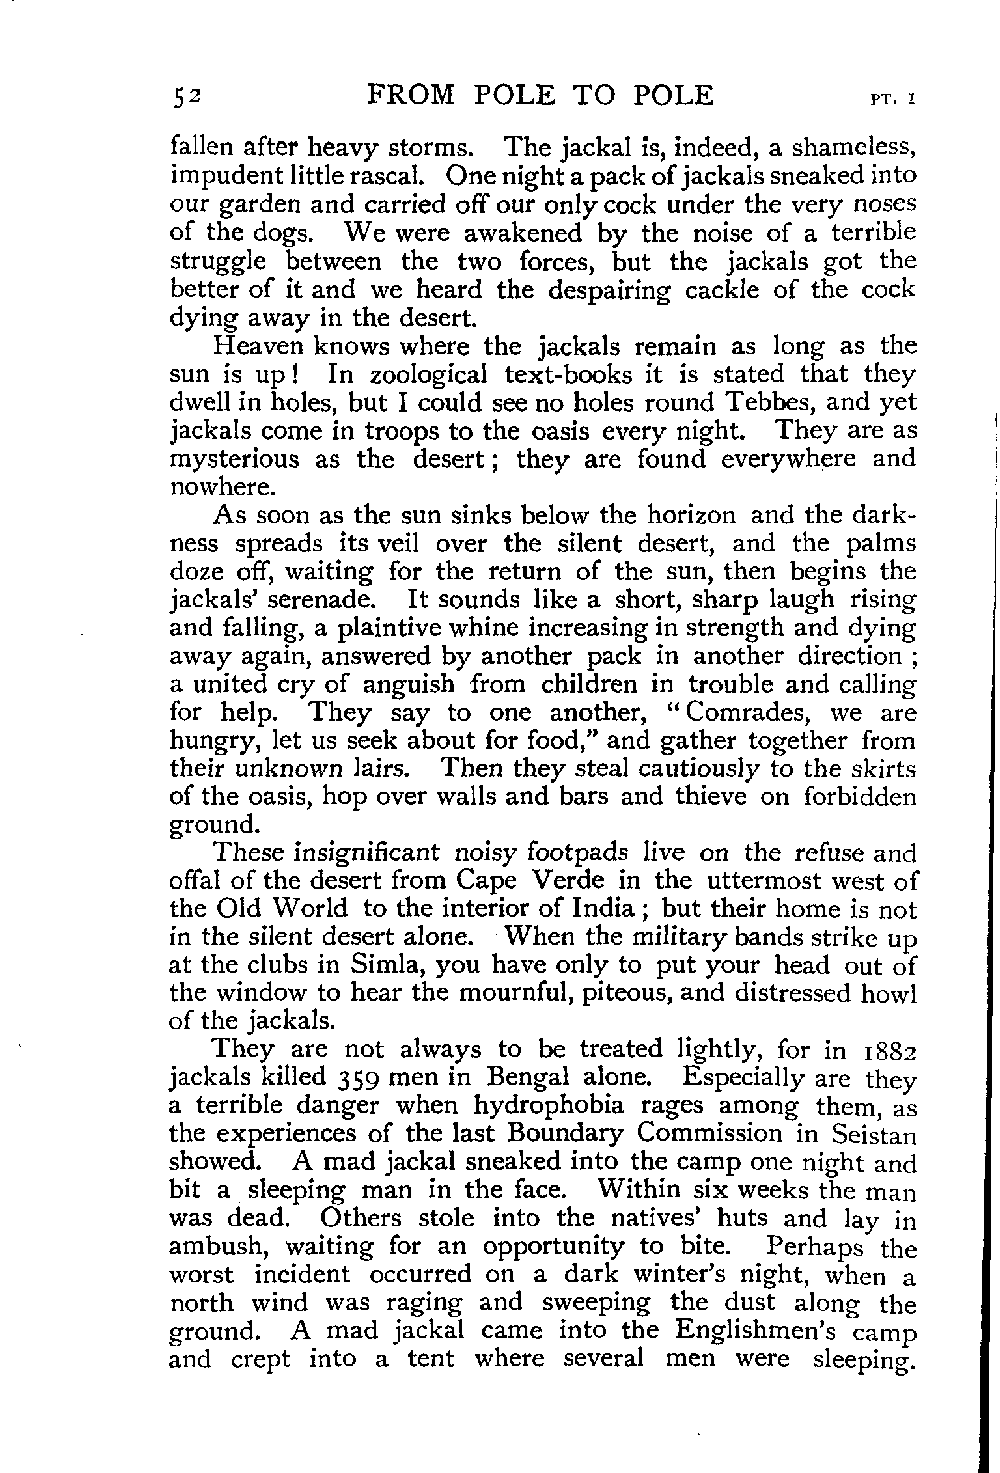 52 FROM POLE TO POLE PT. I
fallen after heavy storms. The jackal is, indeed, a shameless,
impudent little rascal. One night a pack of jackals sneaked into
our garden and carried off our only cock under the very noses
of the dogs. We were awakened by the noise of a terrible
struggle between the two forces, but the jackals got the
better of it and we heard the despairing cackle of the cock
dying away in the desert.
Heaven knows where the jackals remain as long as the
sun is up! In zoological text-books it is stated that they
dwell in holes, but I could see no holes round Tebbes, and yet
jackals come in troops to the oasis every night. They are as
mysterious as the desert; they are found everywhere and
nowhere.
As soon as the sun sinks below the horizon and the dark-
ness spreads its veil over the silent desert, and the palms
doze off, waiting for the return of the sun, then begins the
jackals' serenade. It sounds like a short, sharp laugh rising
and falling, a plaintive whine increasing in strength and dying
away again, answered by another pack in another direction;
a united cry of anguish from children in trouble and calling
for help. They say to one another, "Comrades, we are
hungry, let us seek about for food," and gather together from
their unknown lairs. Then they steal cautiously to the skirts
of the oasis, hop over walls and bars and thieve on forbidden
ground.
These insignificant noisy footpads live on the refuse and
offal of the desert from Cape Verde in the uttermost west of
the Old World to the interior of India; but their home is not
in the silent desert alone. When the military bands strike up
at the clubs in Simla, you have only to put your head out of
the window to hear the mournful, piteous, and distressed howl
of the jackals.
They are not always to be treated lightly, for in 1882
jackals killed 359 men in Bengal alone. Especially are they
a terrible danger when hydrophobia rages among them, as
the experiences of the last Boundary Commission in Seistan
showed. A mad jackal sneaked into the camp one night and
bit a sleeping man in the face. Within six weeks the man
was dead. Others stole into the natives' huts and lay in
ambush, waiting for an opportunity to bite. Perhaps the
worst incident occurred on a dark winter's night, when a
north wind was raging and sweeping the dust along the
ground. A mad jackal came into the Englishmen's camp
and crept into a tent where several men were sleeping.